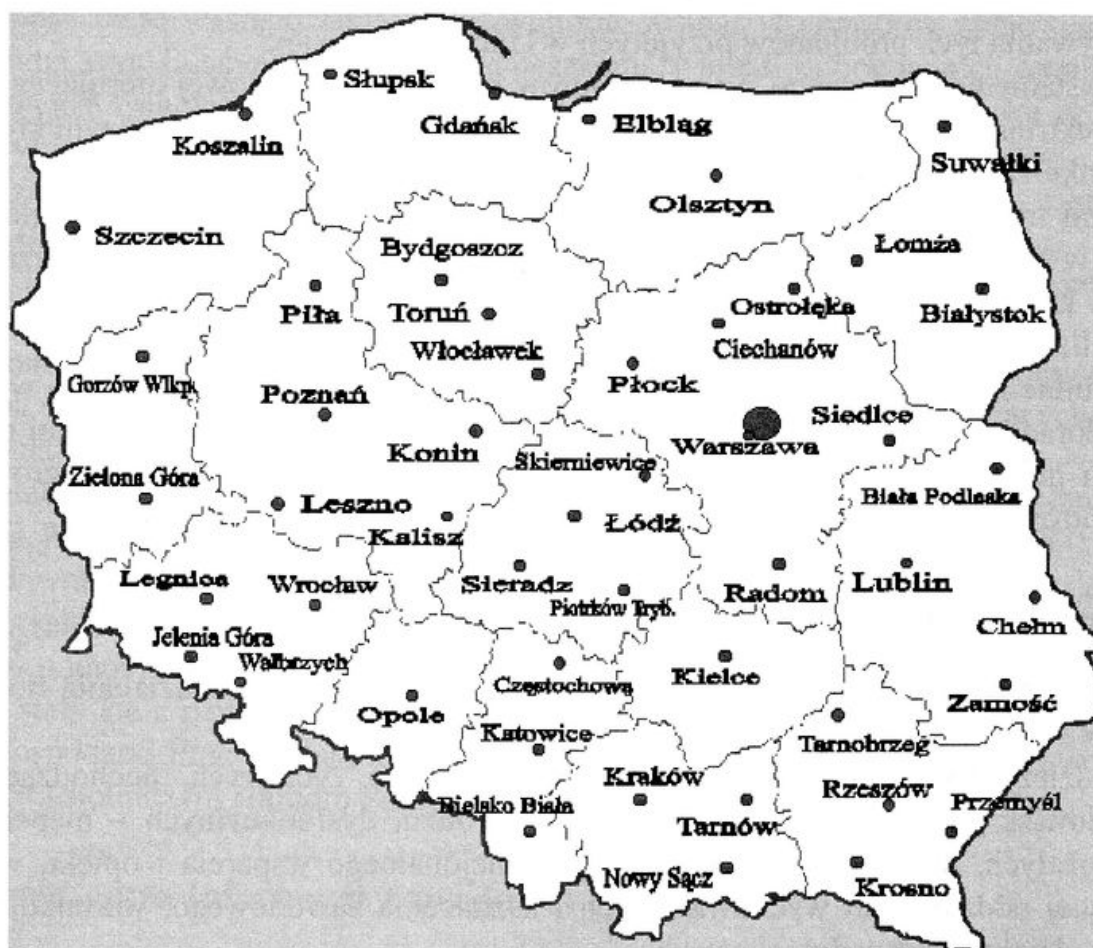 Słupsk
Gdańsk
Elbląg
Koszalin
Suwałki
Olsztyn
Szczecin
Bydgoszcz
Łomża
Piła
Toruń
Ostrołęka
Białystok
Włocławek
Ciechanów
Gorzów Wlkp.
Płock
Poznań
Siedlce
Konin
Warszawa
Skierniewice
Zielona Góra
Biała Podlaska
Leszno
Łódź
Kalisz
Legnica
Wrocław
Sieradz
Radom
Lublin
Piotrków Tryb.
Chełm
Jelenia Góra
Wałbrzych
Kielce
Częstochowa
Zamość
Opole
Katowice
Tarnobrzeg
Kraków
Rzeszów
Bielsko Biała
Przemyśl
Tarnów
Nowy Sącz
Krosno